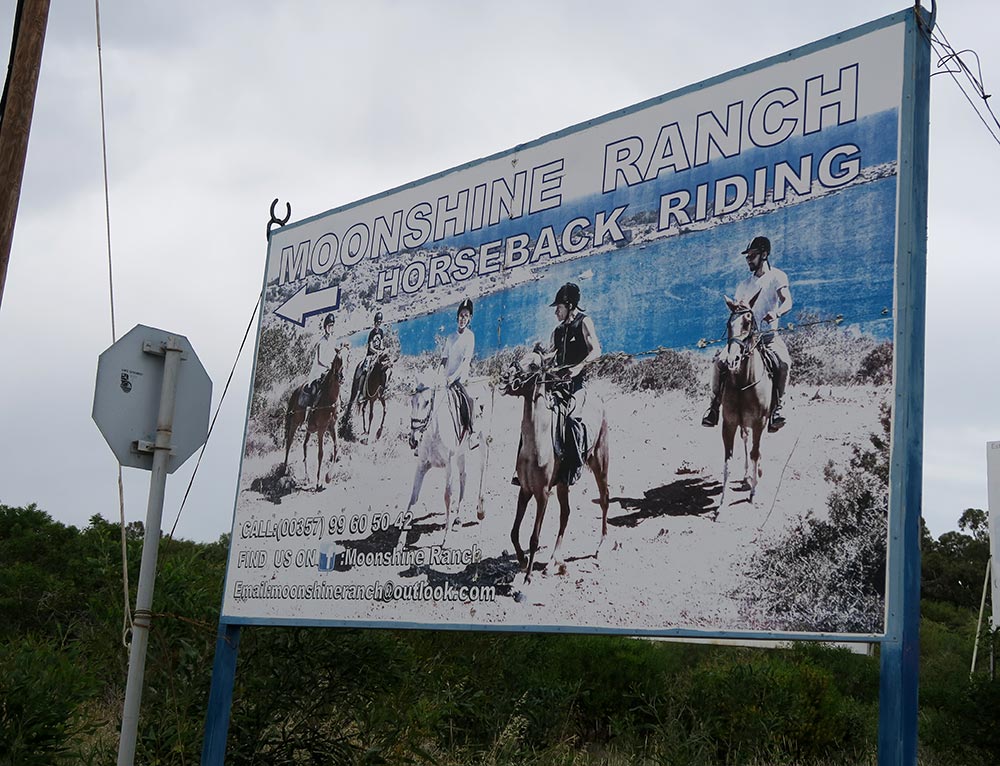 MOONSHINE RANCH
HORSEBACK RIDING
CALL:(00357) 99 60 50 42
FIND US ON f :Moonshine Ranch
Email:moonshineranch@outlook.com